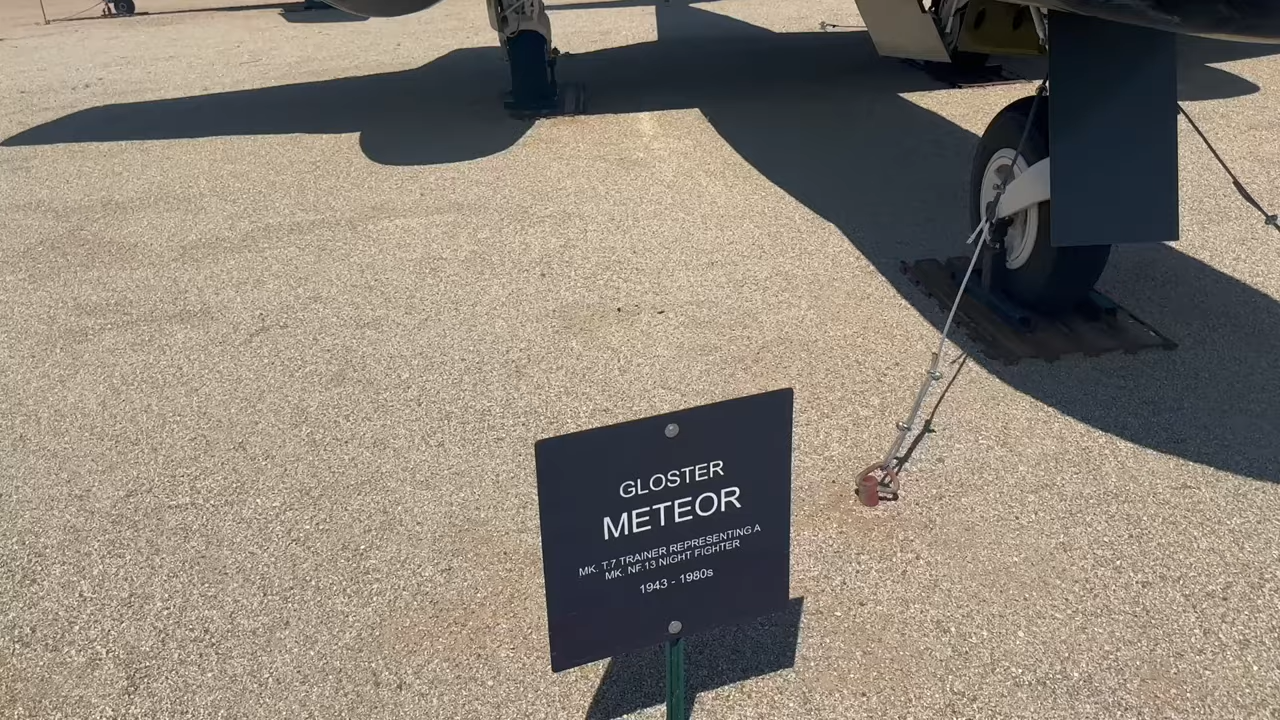 GLOSTER
METEOR
MK. T.7 TRAINER REPRESENTING A
MK. NF.13 NIGHT FIGHTER
1943 - 1980s